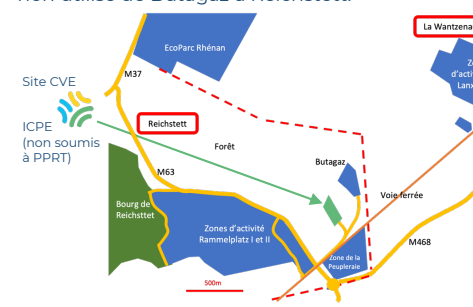 non utilisé de Butagaz à Reichstett
La Wantzenau
EcoParc Rhénan
M37
Site CVE
Reichstett
ICPE
(non soumis
à PPRT)
Forêt
Butagaz
M63
Voie ferrée
Bourg de
Reichsttet
Zones d'activité
Rammelplatz I et II
Zone de la
Peupleraie
M468
500m